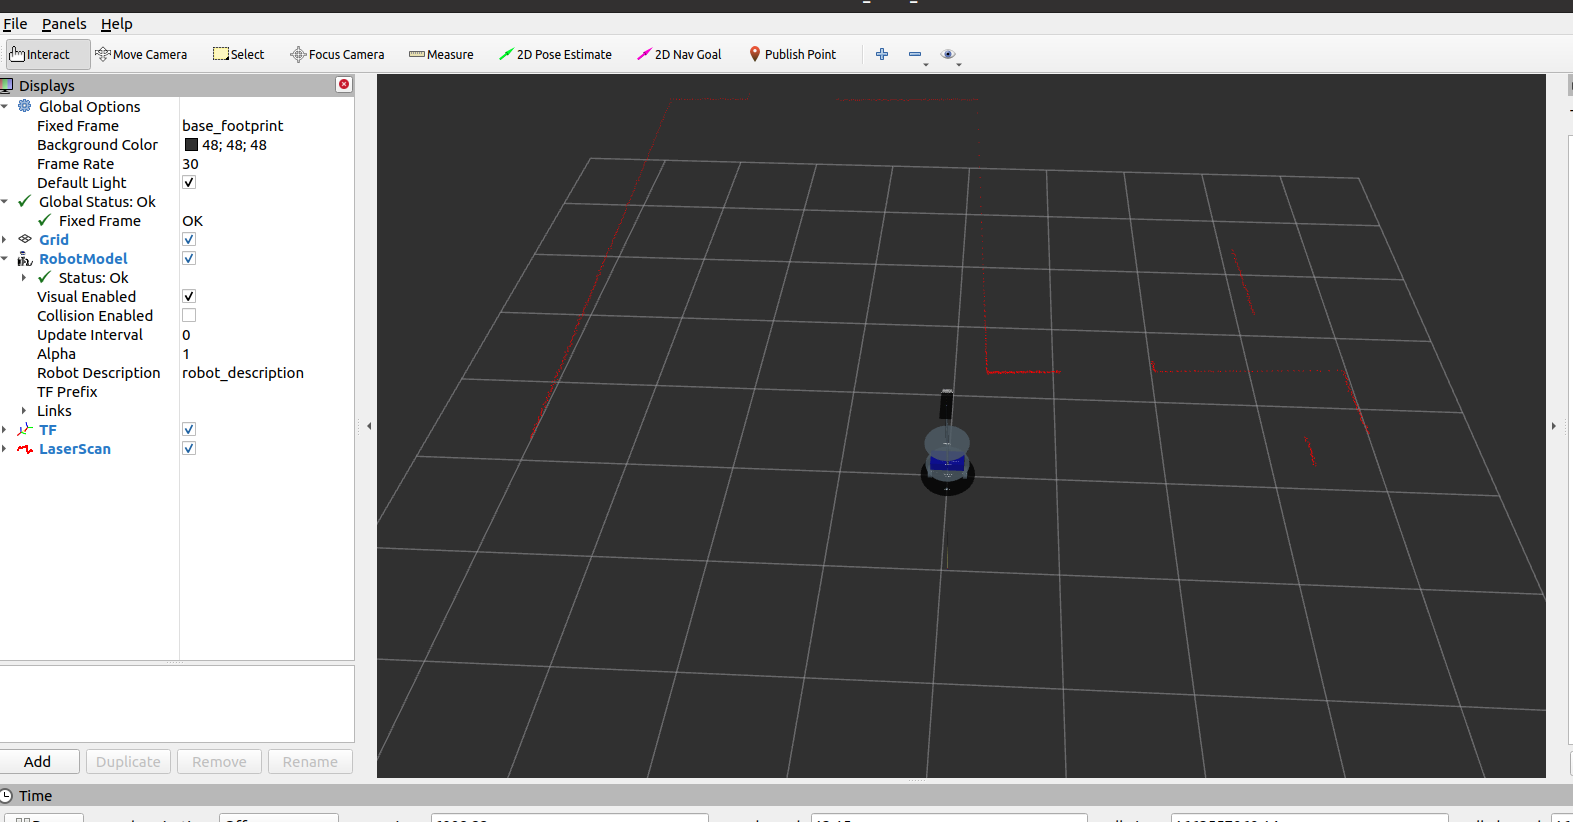 File Panels Help
Interact Move Camera Select Focus Camera Measure 2D Pose Estimate 2D Nav Goal Publish Point
Displays
Global Options
Fixed Frame base_footprint
Background Color 48; 48; 48
Frame Rate 30
Default Light
Global Status: Ok
Fixed Frame OK
Grid
RobotModel
Status: Ok
Visual Enabled
Collision Enabled
Update Interval 0
Alpha 1
Robot Description robot_description
TF Prefix
Links
TF
LaserScan
Add Duplicate Remove Rename
Time